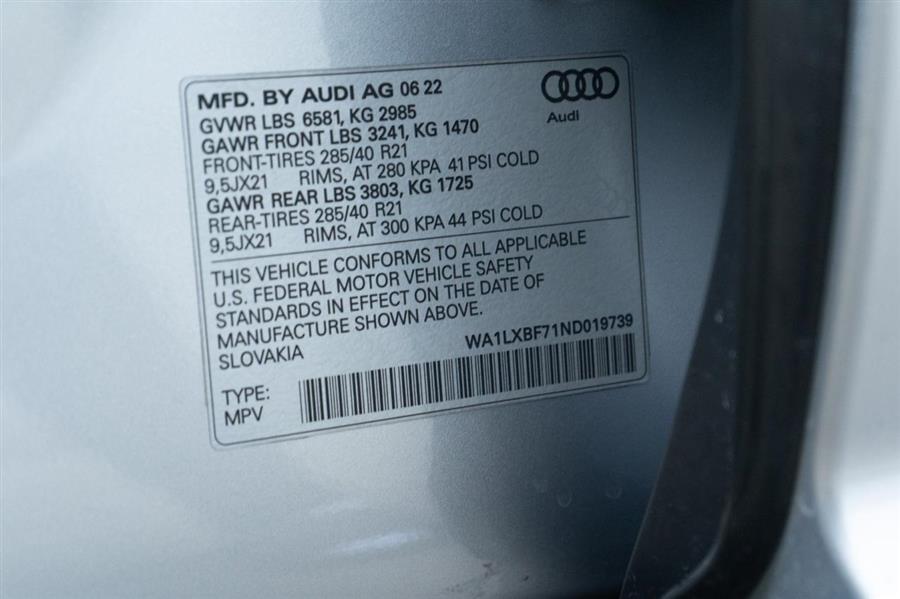 MFD. BY AUDI AG 06 22
Audi
GVWR LBS 6581, KG 2985
GAWR FRONT LBS 3241, KG 1470
FRONT-TIRES 285/40 R21
9,5JX21 RIMS, AT 280 KPA 41 PSI COLD
GAWR REAR LBS 3803, KG 1725
REAR-TIRES 285/40 R21
9,5JX21 RIMS, AT 300 KPA 44 PSI COLD
THIS VEHICLE CONFORMS TO ALL APPLICABLE
U.S. FEDERAL MOTOR VEHICLE SAFETY
STANDARDS IN EFFECT ON THE DATE OF
MANUFACTURE SHOWN ABOVE.
SLOVAKIA
WA1LXBF71ND019739
TYPE:
MPV